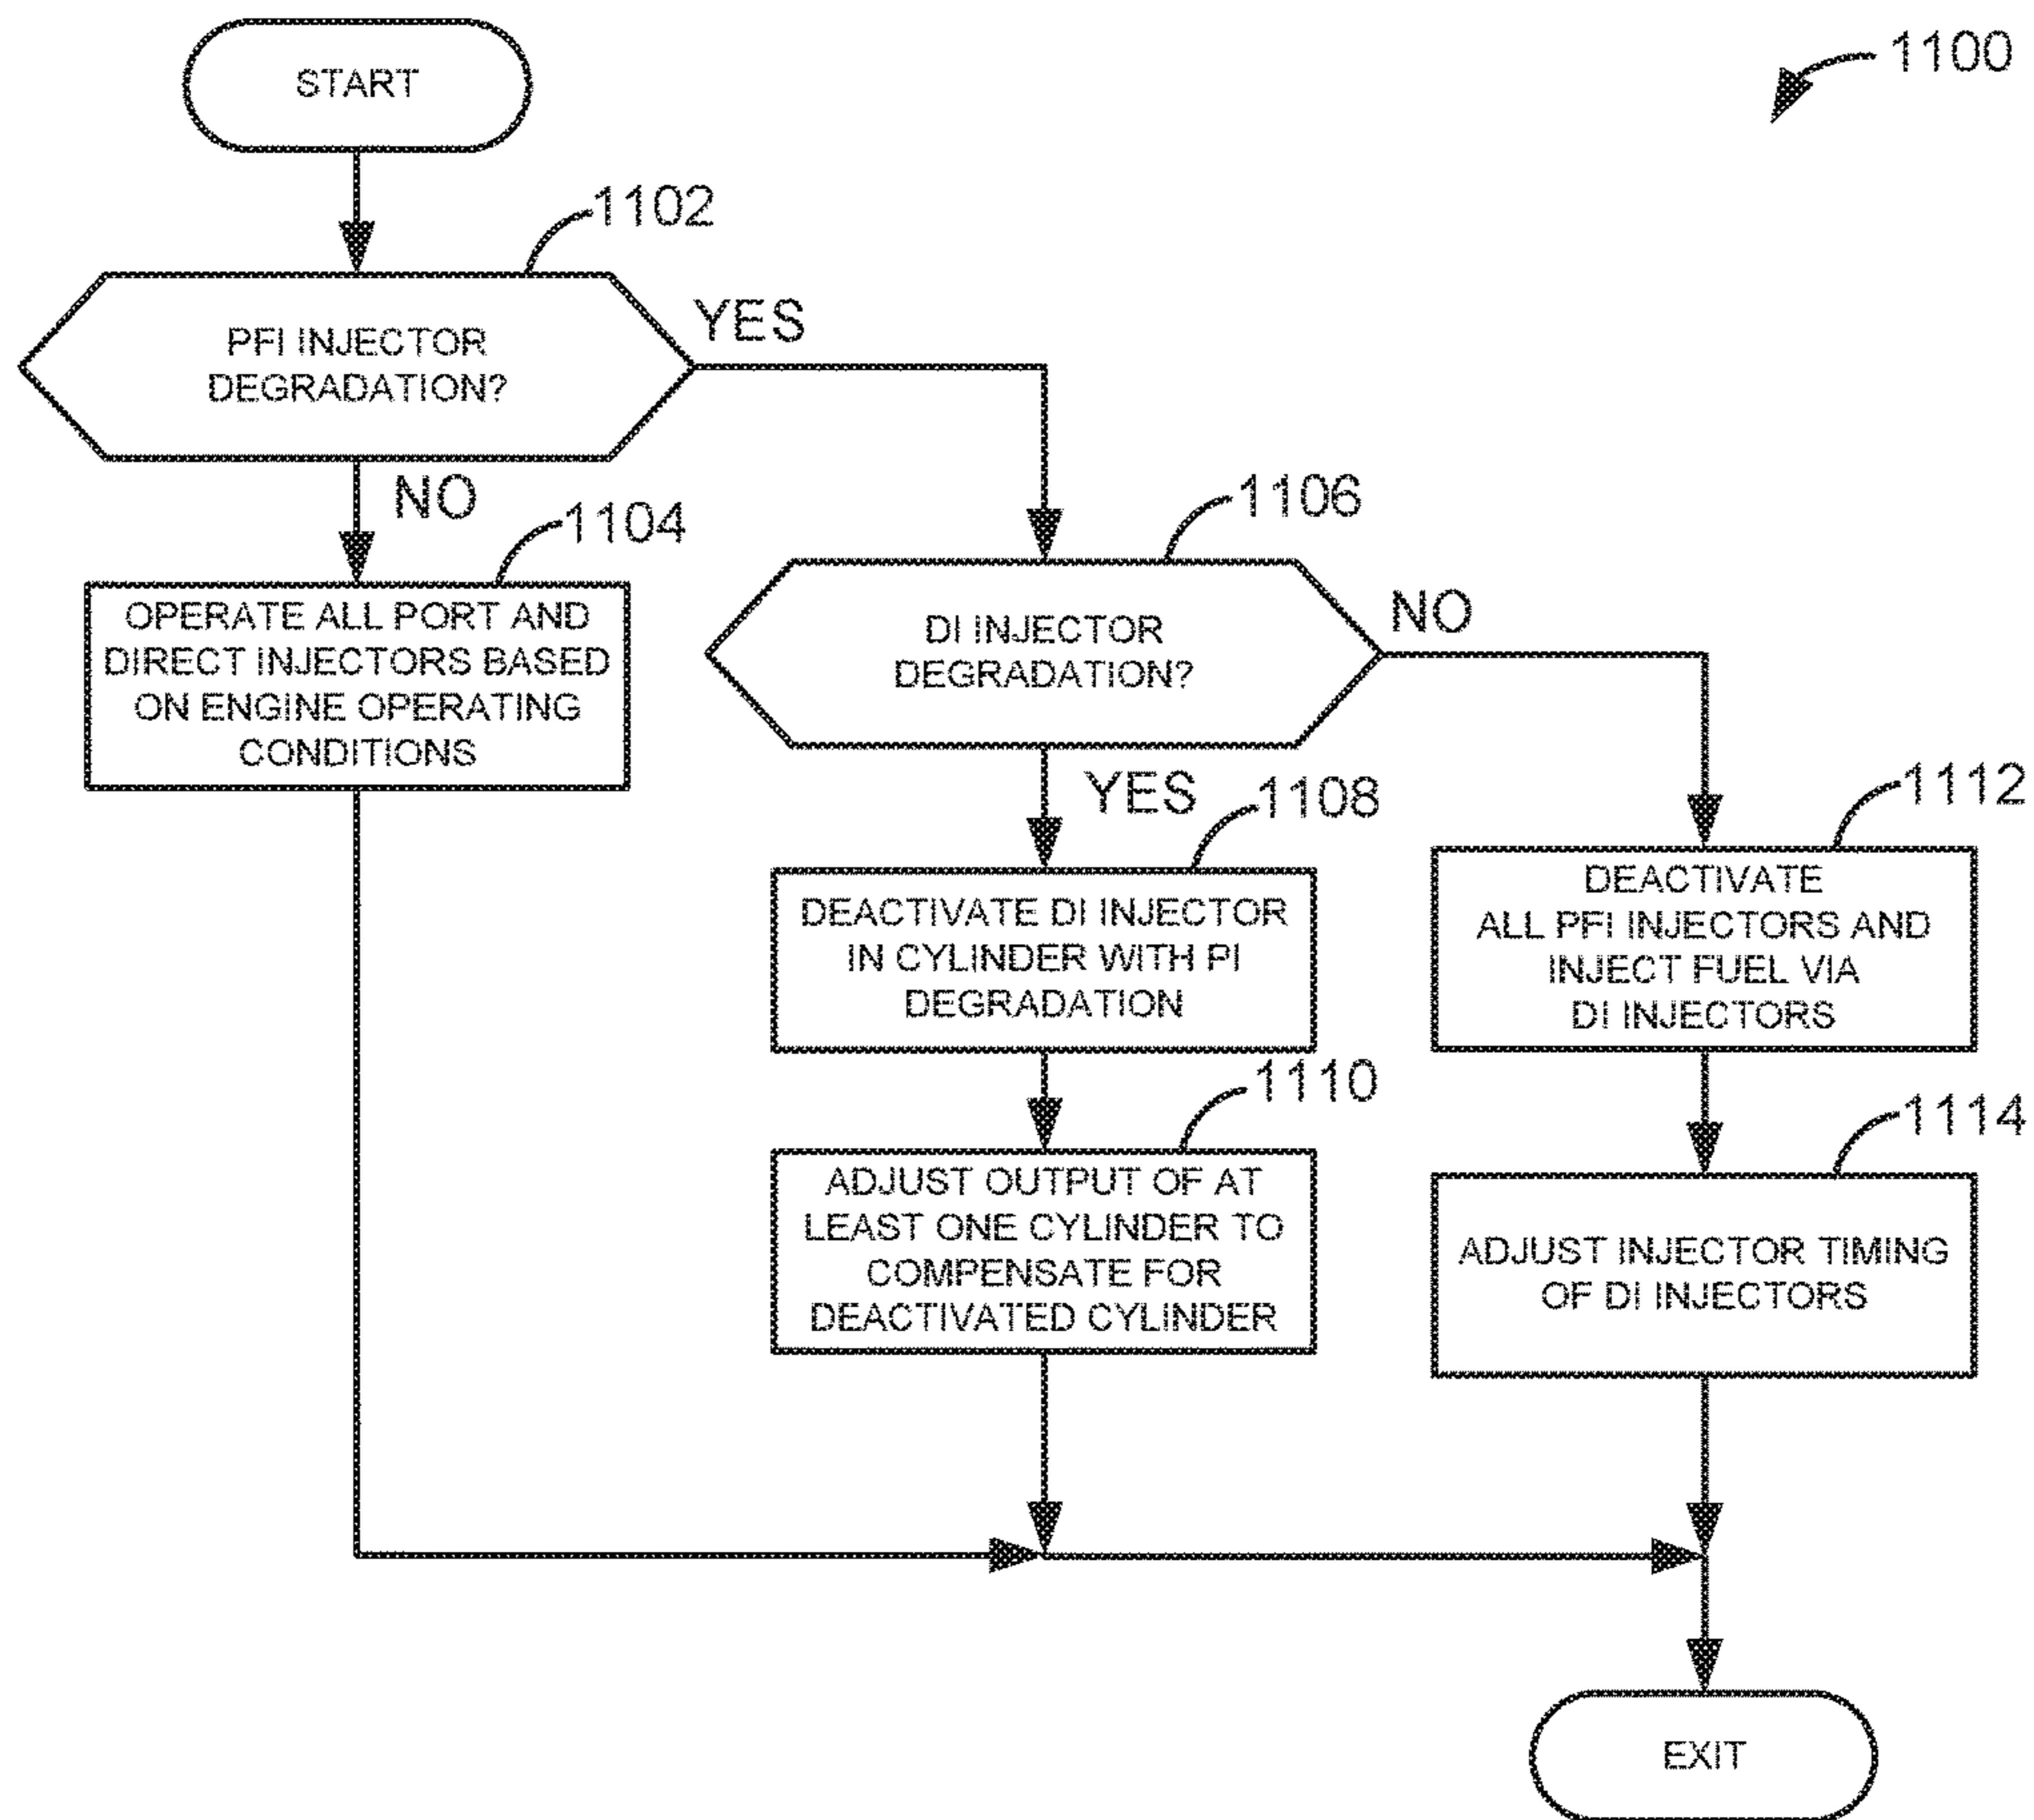 START
1100
1102
PFI INJECTOR
DEGRADATION?
YES
NO
1104
OPERATE ALL PORT AND
DIRECT INJECTORS BASED
ON ENGINE OPERATING
CONDITIONS
1106
DI INJECTOR
DEGRADATION?
NO
YES
1108
DEACTIVATE DI INJECTOR
IN CYLINDER WITH PI
DEGRADATION
1110
ADJUST OUTPUT OF AT
LEAST ONE CYLINDER TO
COMPENSATE FOR
DEACTIVATED CYLINDER
1112
DEACTIVATE
ALL PFI INJECTORS AND
INJECT FUEL VIA
DI INJECTORS
1114
ADJUST INJECTOR TIMING
OF DI INJECTORS
EXIT